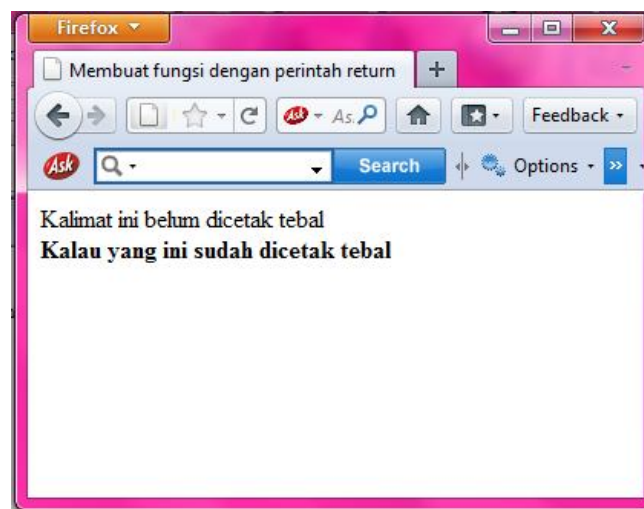 Firefox
Membuat fungsi dengan perintah return
As.
Feedback
Ask
Search
Options
Kalimat ini belum dicetak tebal
Kalau yang ini sudah dicetak tebal